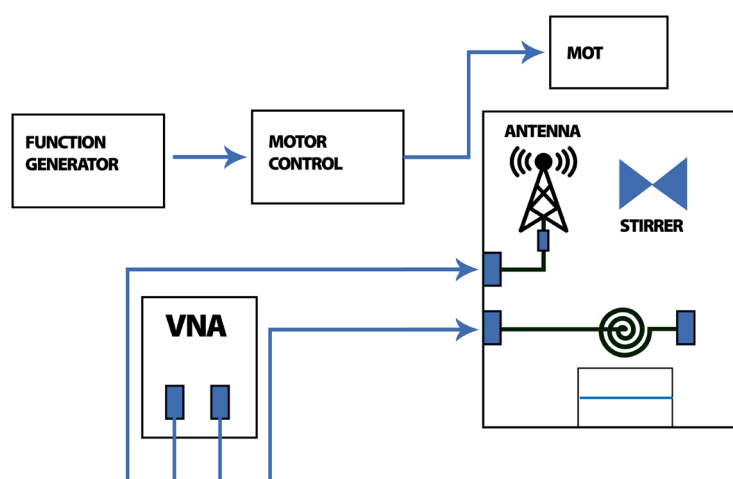 MOT
FUNCTION
GENERATOR
MOTOR
CONTROL
ANTENNA
STIRRER
VNA